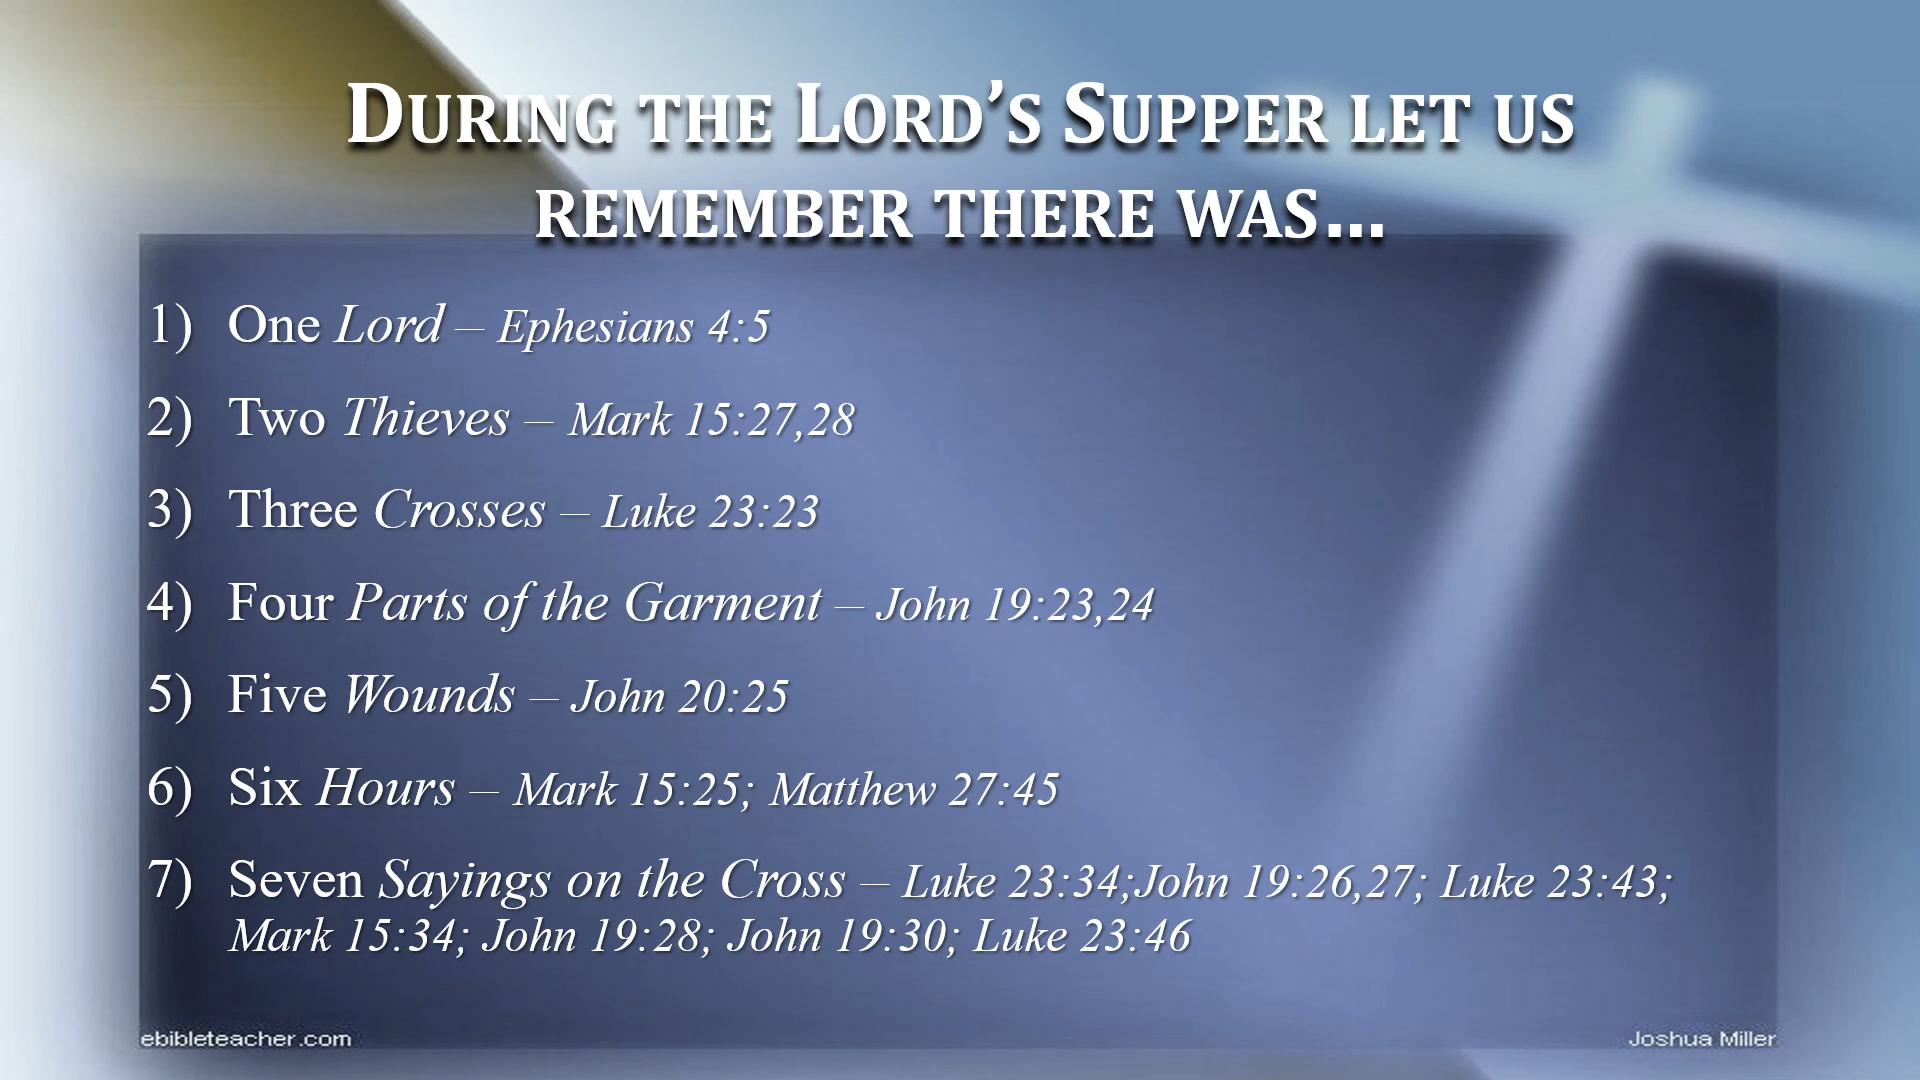 During the Lord’s Supper let us
remember there was…
1) One Lord – Ephesians 4:5
2) Two Thieves – Mark 15:27,28
3) Three Crosses – Luke 23:23
4) Four Parts of the Garment – John 19:23,24
5) Five Wounds – John 20:25
6) Six Hours – Mark 15:25; Matthew 27:45
7) Seven Sayings on the Cross – Luke 23:34;John 19:26,27; Luke 23:43;
Mark 15:34; John 19:28; John 19:30; Luke 23:46
ebibleteacher.com
Joshua Miller